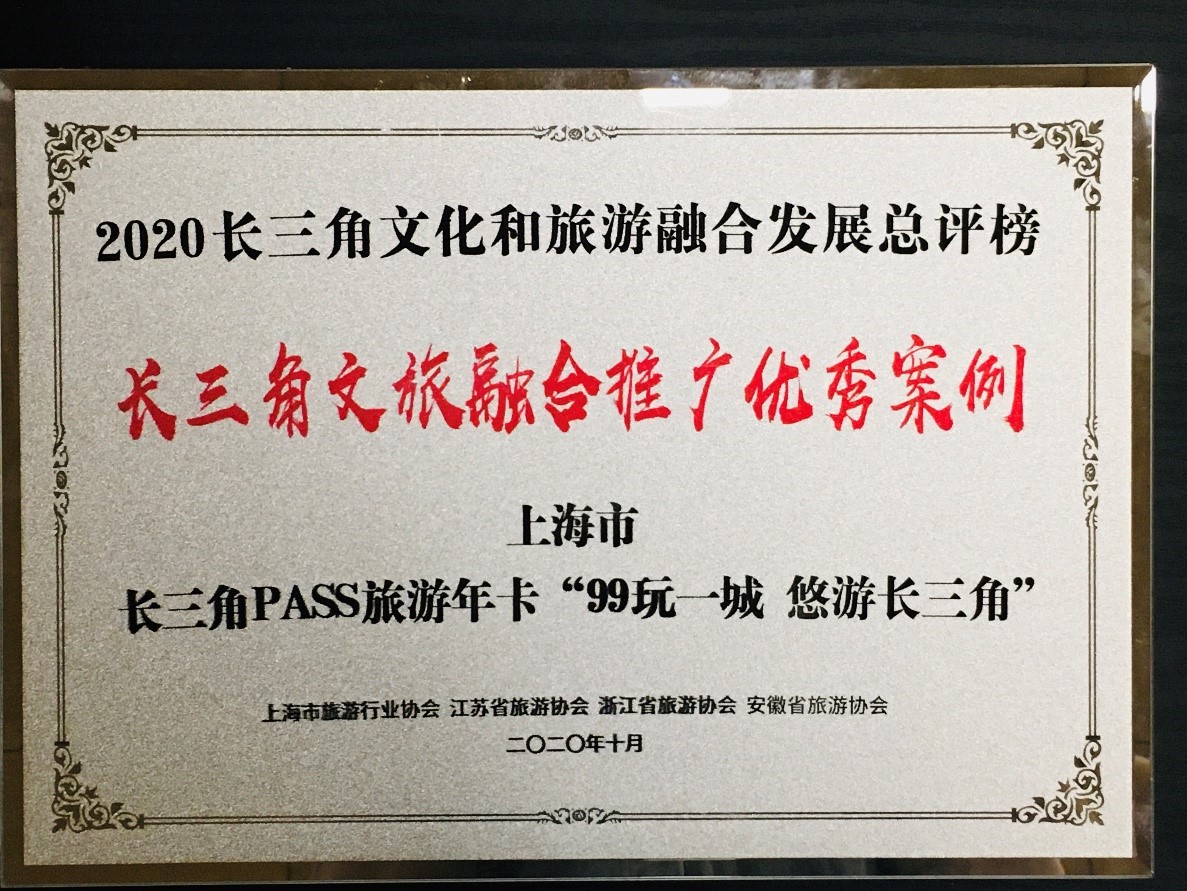 2020长三角文化和旅游融合发展总评榜
长三角文旅融合推广优秀案例
上海市
长三角PASS旅游年卡“99玩一城 悠游长三角”
上海市旅游行业协会 江苏省旅游协会 浙江省旅游协会 安徽省旅游协会
二〇二〇年十月